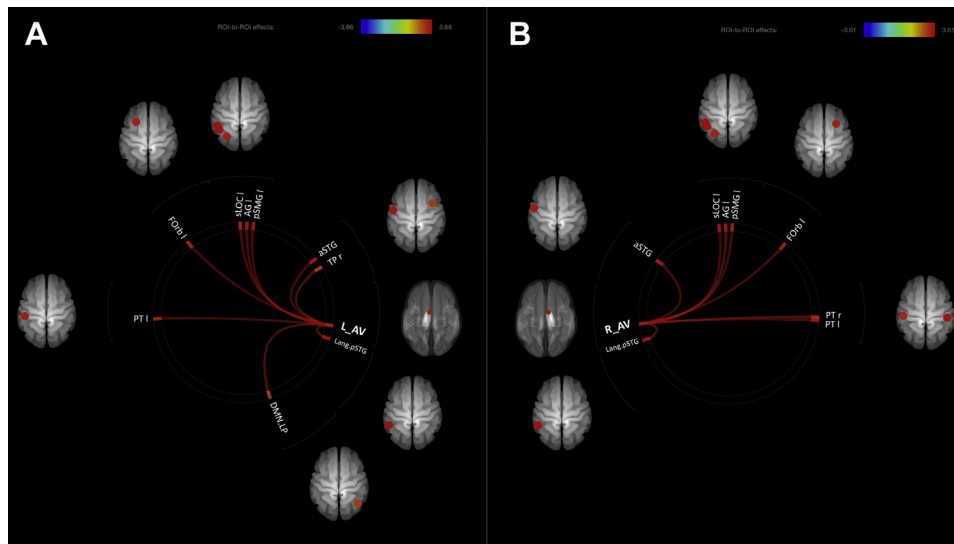 A
ROI-to-ROI effects:
-3.66
3.66
sLOC l
AG l
pSMG l
FOrb l
aSTG
TP r
PT l
L_AV
Lang.pSTG
DMN.LP
B
ROI-to-ROI effects:
-3.61
3.61
sLOC l
AG l
pSMG l
FOrb l
aSTG
PT r
PT l
R_AV
Lang.pSTG